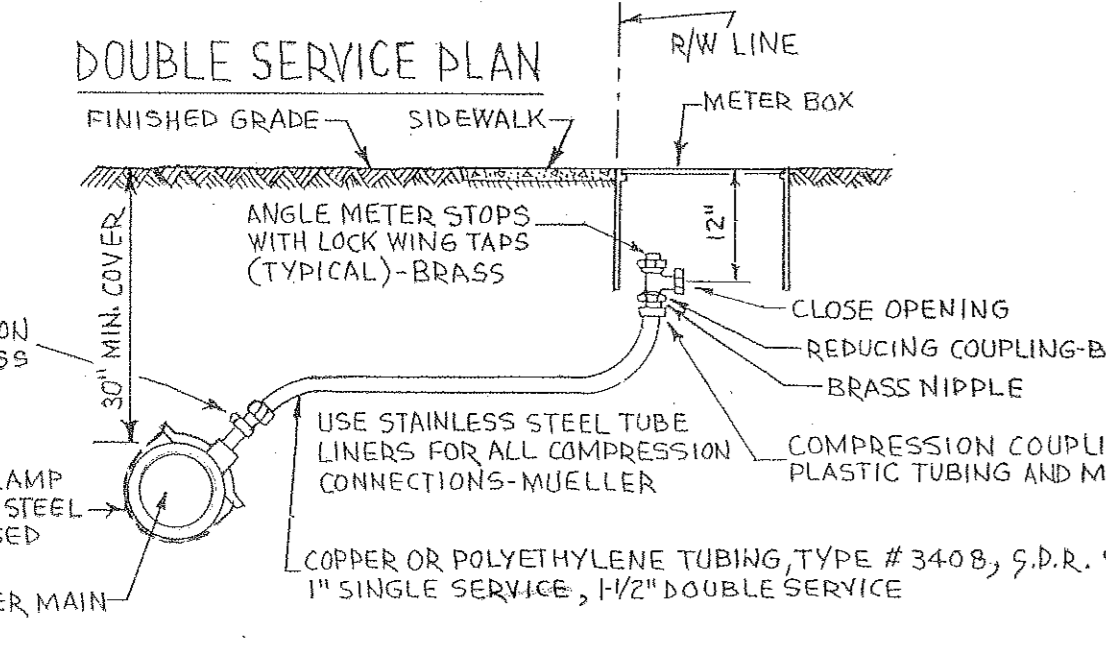 R/W LINE
DOUBLE SERVICE PLAN
METER BOX
FINISHED GRADE
SIDEWALK
ANGLE METER STOPS
WITH LOCK WING TAPS
(TYPICAL)-BRASS
12"
30" MIN. COVER
CLOSE OPENING
ON
SS
REDUCING COUPLING-B
BRASS NIPPLE
USE STAINLESS STEEL TUBE
LINERS FOR ALL COMPRESSION
CONNECTIONS-MUELLER
COMPRESSION COUPLI
PLASTIC TUBING AND M
LAMP
STEEL
SED
COPPER OR POLYETHYLENE TUBING, TYPE # 3408, S.D.R.
1" SINGLE SERVICE, 1-1/2" DOUBLE SERVICE
ER MAIN